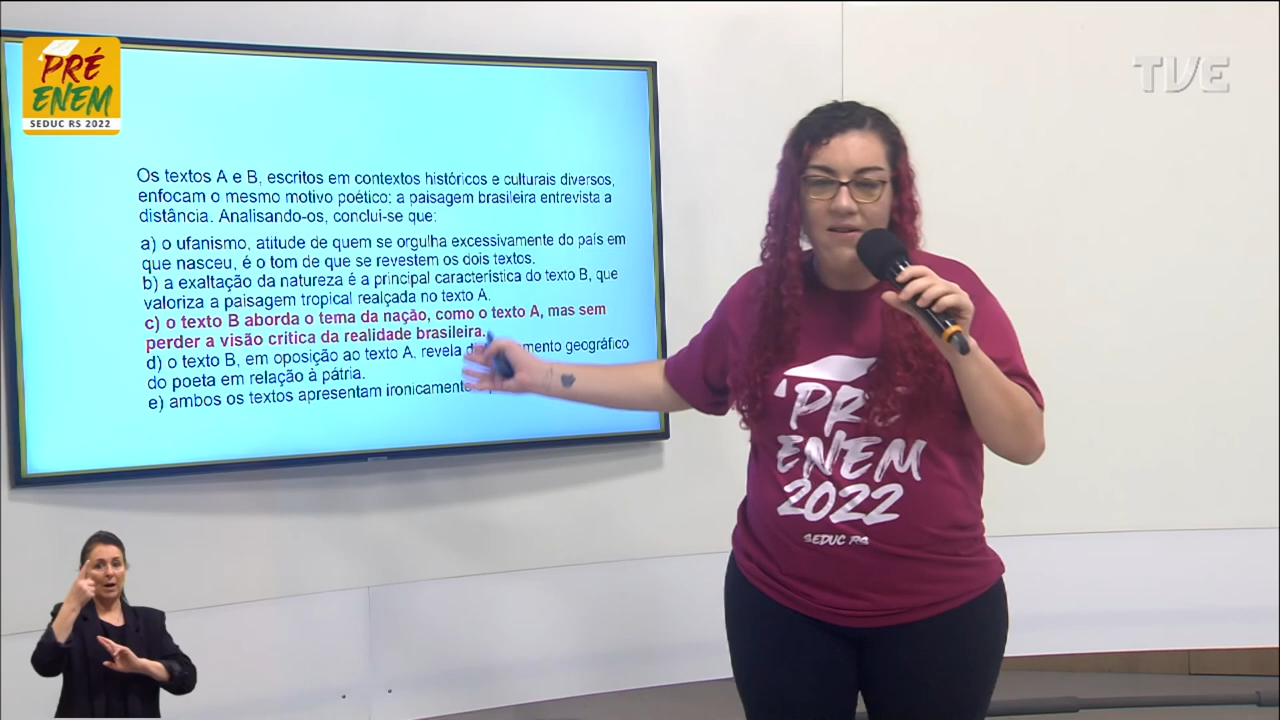 PRÉ
ENEM
SEDUC RS 2022
TVE
Os textos A e B, escritos em contextos históricos e culturais diversos,
enfocam o mesmo motivo poético: a paisagem brasileira entrevista a
distância. Analisando-os, conclui-se que:
a) o ufanismo, atitude de quem se orgulha excessivamente do país em
que nasceu, é o tom de que se revestem os dois textos.
b) a exaltação da natureza é a principal característica do texto B, que
valoriza a paisagem tropical realçada no texto A.
c) o texto B aborda o tema da nação, como o texto A, mas sem
perder a visão crítica da realidade brasileira.
d) o texto B, em oposição ao texto A, revela geográfico
do poeta em relação à pátria.
e) ambos os textos apresentam ironicamente
PRÉ
ENEM
2022
SEDUC RS